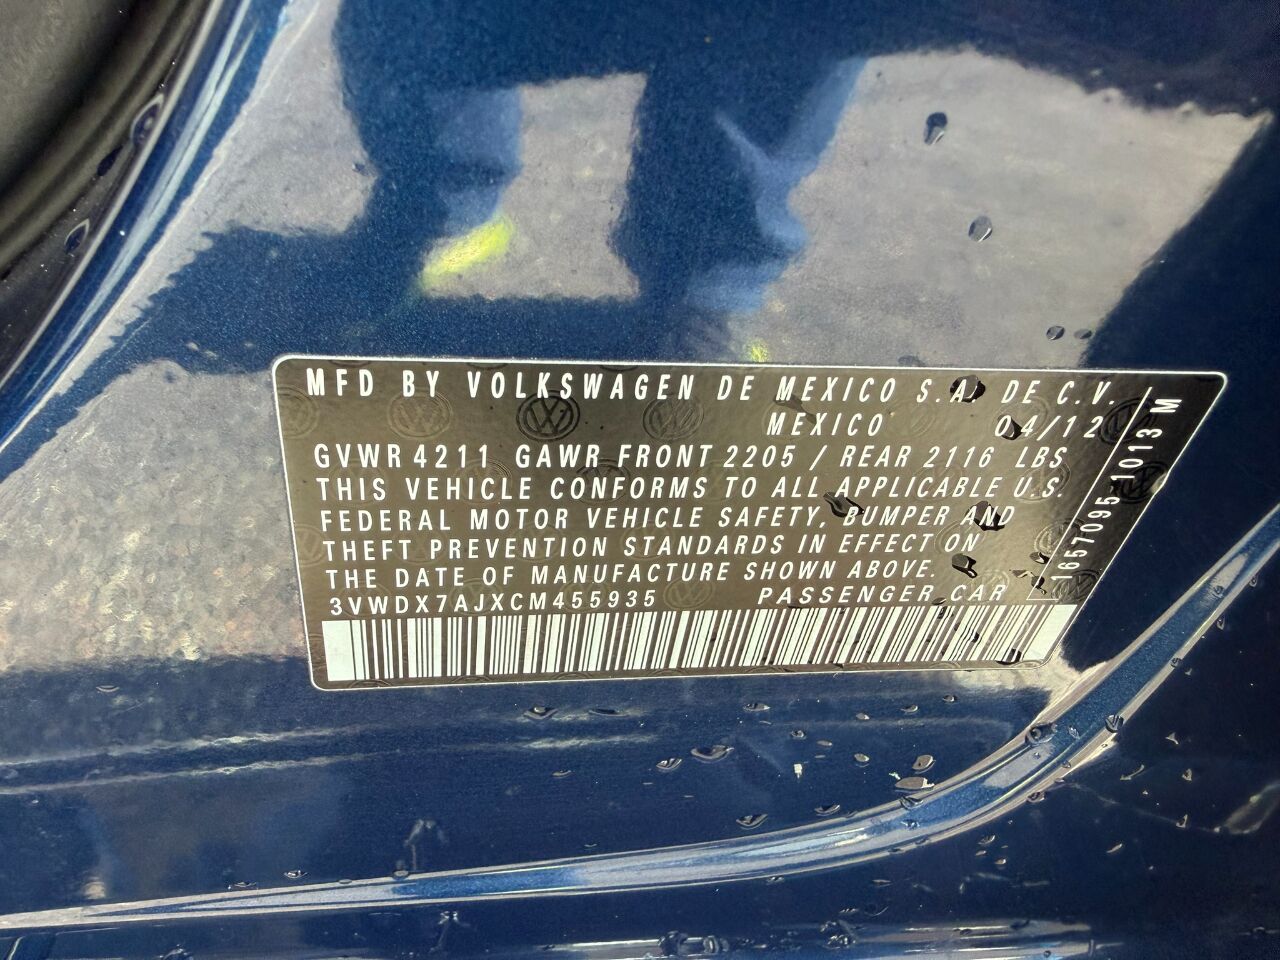 MFD BY VOLKSWAGEN DE MEXICO S.A. DE C.V.
MEXICO 04/12
GVWR 4211 GAWR FRONT 2205 / REAR 2116 LBS
THIS VEHICLE CONFORMS TO ALL APPLICABLE U.S.
FEDERAL MOTOR VEHICLE SAFETY, BUMPER AND
THEFT PREVENTION STANDARDS IN EFFECT ON
THE DATE OF MANUFACTURE SHOWN ABOVE.
3VWDX7AJXCM455935 PASSENGER CAR
1657095 1013 M